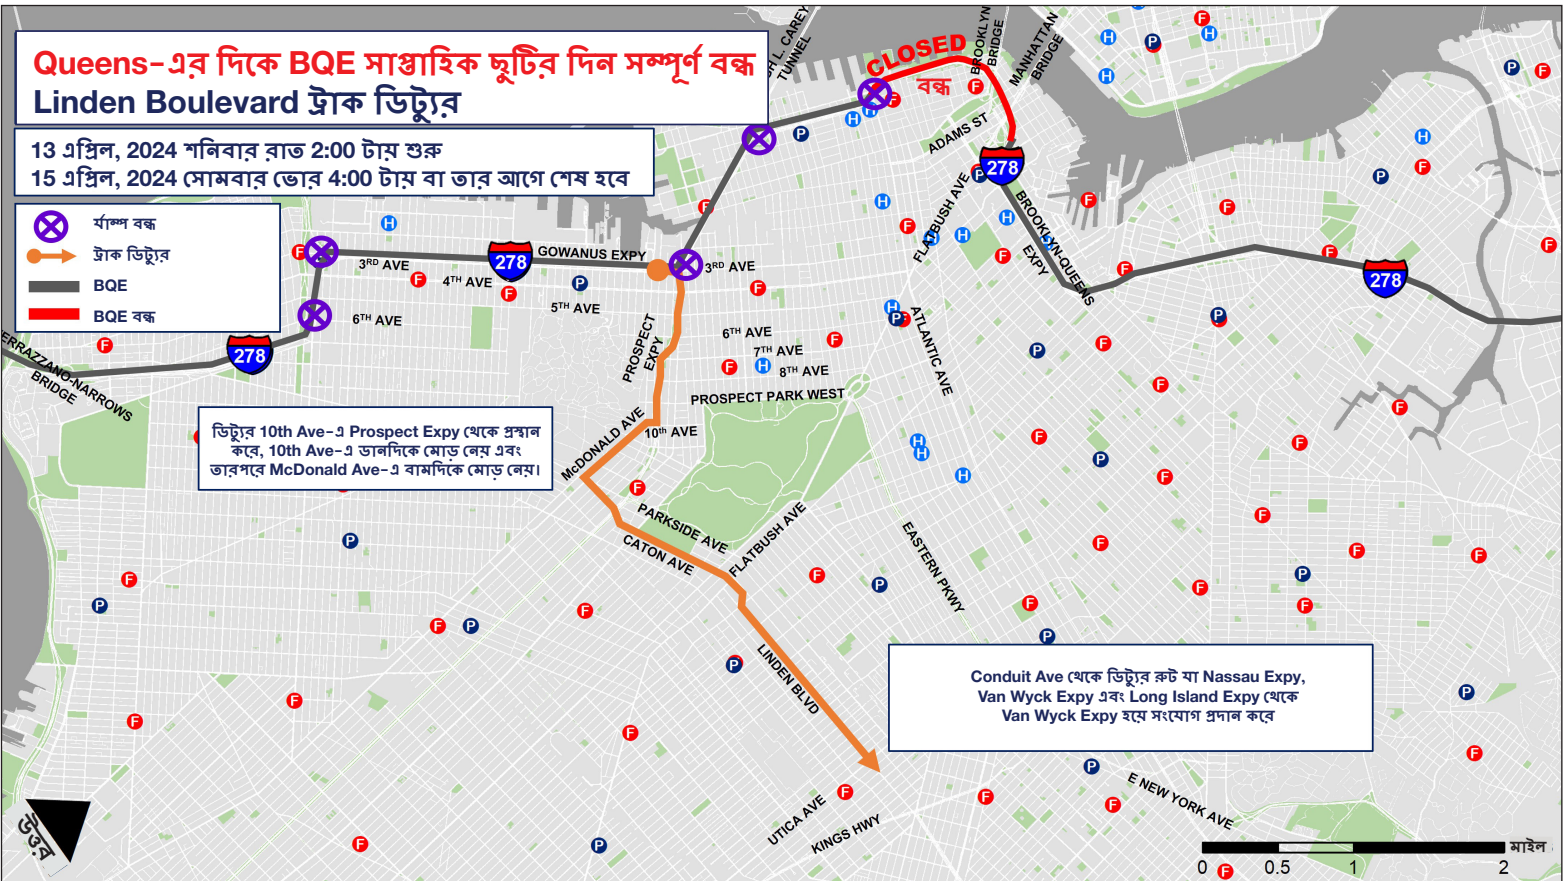 Queens-এর দিকে BQE সাপ্তাহিক ছুটির দিন সম্পূর্ণ বন্ধ
Linden Boulevard ট্রাক ডিট্যুর
13 এপ্রিল, 2024 শনিবার রাত 2:00 টায় শুরু
15 এপ্রিল, 2024 সোমবার ভোর 4:00 টায় বা তার আগে শেষ হবে
র্যাম্প বন্ধ
ট্রাক ডিট্যুর
BQE
BQE বন্ধ
L. CAREY
TUNNEL
CLOSED
বন্ধ
BROOKLYN
BRIDGE
MANHATTAN
BRIDGE
ADAMS ST
278
FLATBUSH AVE
BROOKLYN-QUEENS
EXPY
278
GOWANUS EXPY
278
3RD AVE
3RD AVE
4TH AVE
5TH AVE
6TH AVE
278
VERRAZZANO-NARROWS
BRIDGE
PROSPECT
EXPY
6TH AVE
7TH AVE
8TH AVE
PROSPECT PARK WEST
ATLANTIC AVE
10th AVE
McDONALD AVE
ডিট্যুর 10th Ave-এ Prospect Expy থেকে প্রস্থান
করে, 10th Ave-এ ডানদিকে মোড় নেয় এবং
তারপরে McDonald Ave-এ বামদিকে মোড় নেয়।
PARKSIDE AVE
CATON AVE
FLATBUSH AVE
EASTERN PKWY
LINDEN BLVD
Conduit Ave থেকে ডিট্যুর রুট যা Nassau Expy,
Van Wyck Expy এবং Long Island Expy থেকে
Van Wyck Expy হয়ে সংযোগ প্রদান করে
UTICA AVE
KINGS HWY
E NEW YORK AVE
উত্তর
মাইল
0 0.5 1 2